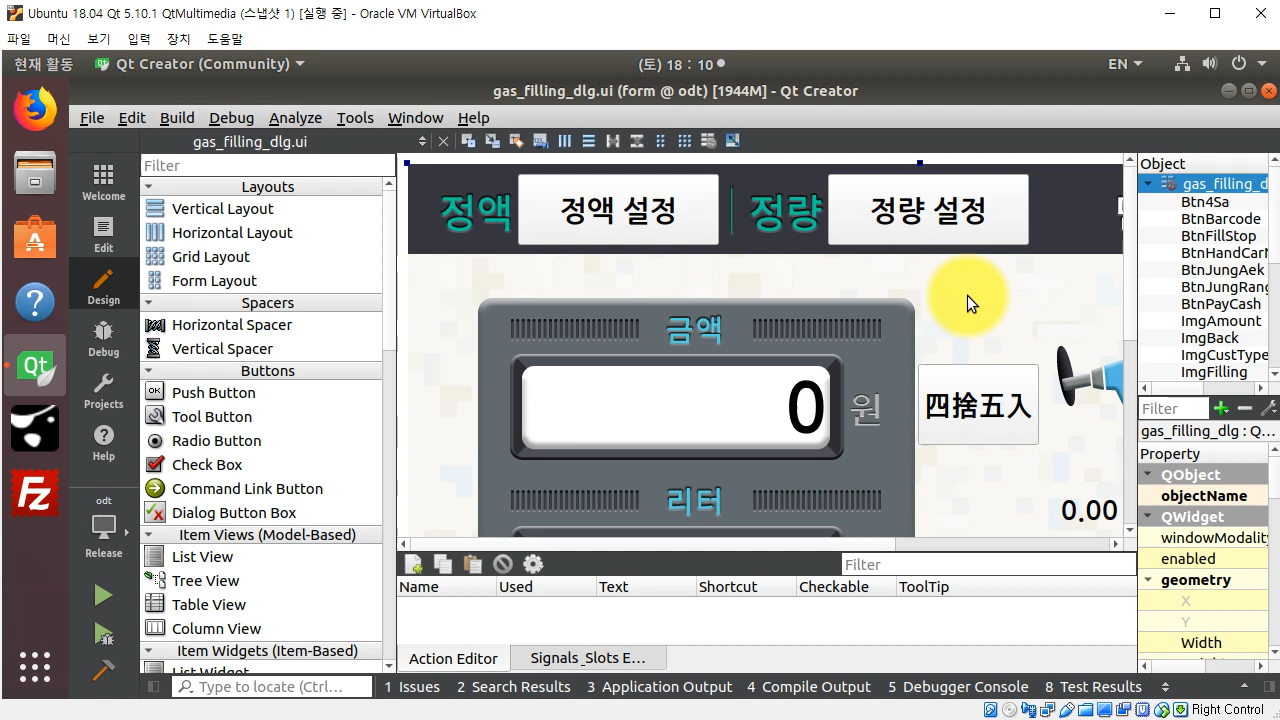 Ubuntu 18.04 Qt 5.10.1 QtMultimedia (스냅샷 1) [실행 중] - Oracle VM VirtualBox
파일 머신 보기 입력 장치 도움말
현재 활동 Qt Creator (Community) (토) 18 : 10 EN
gas_filling_dlg.ui (form @ odt) [1944M] - Qt Creator
File Edit Build Debug Analyze Tools Window Help
gas_filling_dlg.ui
Filter
Layouts
Vertical Layout
Horizontal Layout
Grid Layout
Form Layout
Spacers
Horizontal Spacer
Vertical Spacer
Buttons
Push Button
Tool Button
Radio Button
Check Box
Command Link Button
Dialog Button Box
Item Views (Model-Based)
List View
Tree View
Table View
Column View
Item Widgets (Item-Based)
Welcome
Edit
Design
Debug
Projects
Help
odt
Release
정액 정액 설정 정량 정량 설정
금액
0 원
四捨五入
리터
0.00
Object
gas_filling_d
Btn4Sa
BtnBarcode
BtnFillStop
BtnHandCar
BtnJungAek
BtnJungRang
BtnPayCash
ImgAmount
ImgBack
ImgCustType
ImgFilling
Filter
gas_filling_dlg : Q...
Property
QObject
objectName
QWidget
windowModality
enabled
geometry
X
Y
Width
Filter
Name Used Text Shortcut Checkable ToolTip
Action Editor Signals_Slots E...
Type to locate (Ctrl... 1 Issues 2 Search Results 3 Application Output 4 Compile Output 5 Debugger Console 8 Test Results
Right Control